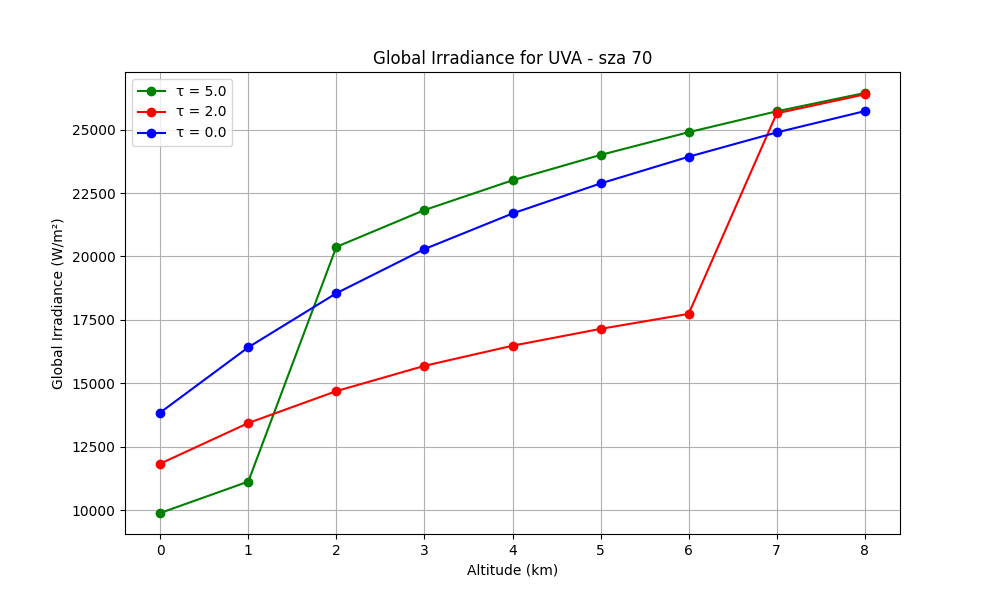 Global Irradiance for UVA - sza 70
τ = 5.0
τ = 2.0
τ = 0.0
Global Irradiance (W/m²)
25000
22500
20000
17500
15000
12500
10000
0 1 2 3 4 5 6 7 8
Altitude (km)